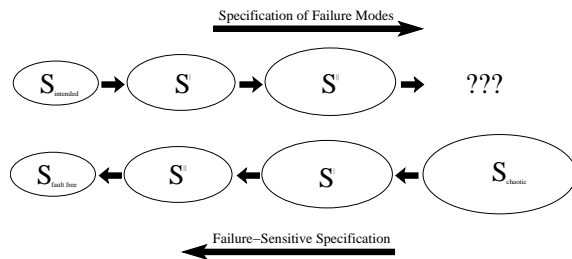 Specification of Failure Modes
S intended S' S'' ???
S fault free S'' S' S chaotic
Failure−Sensitive Specification